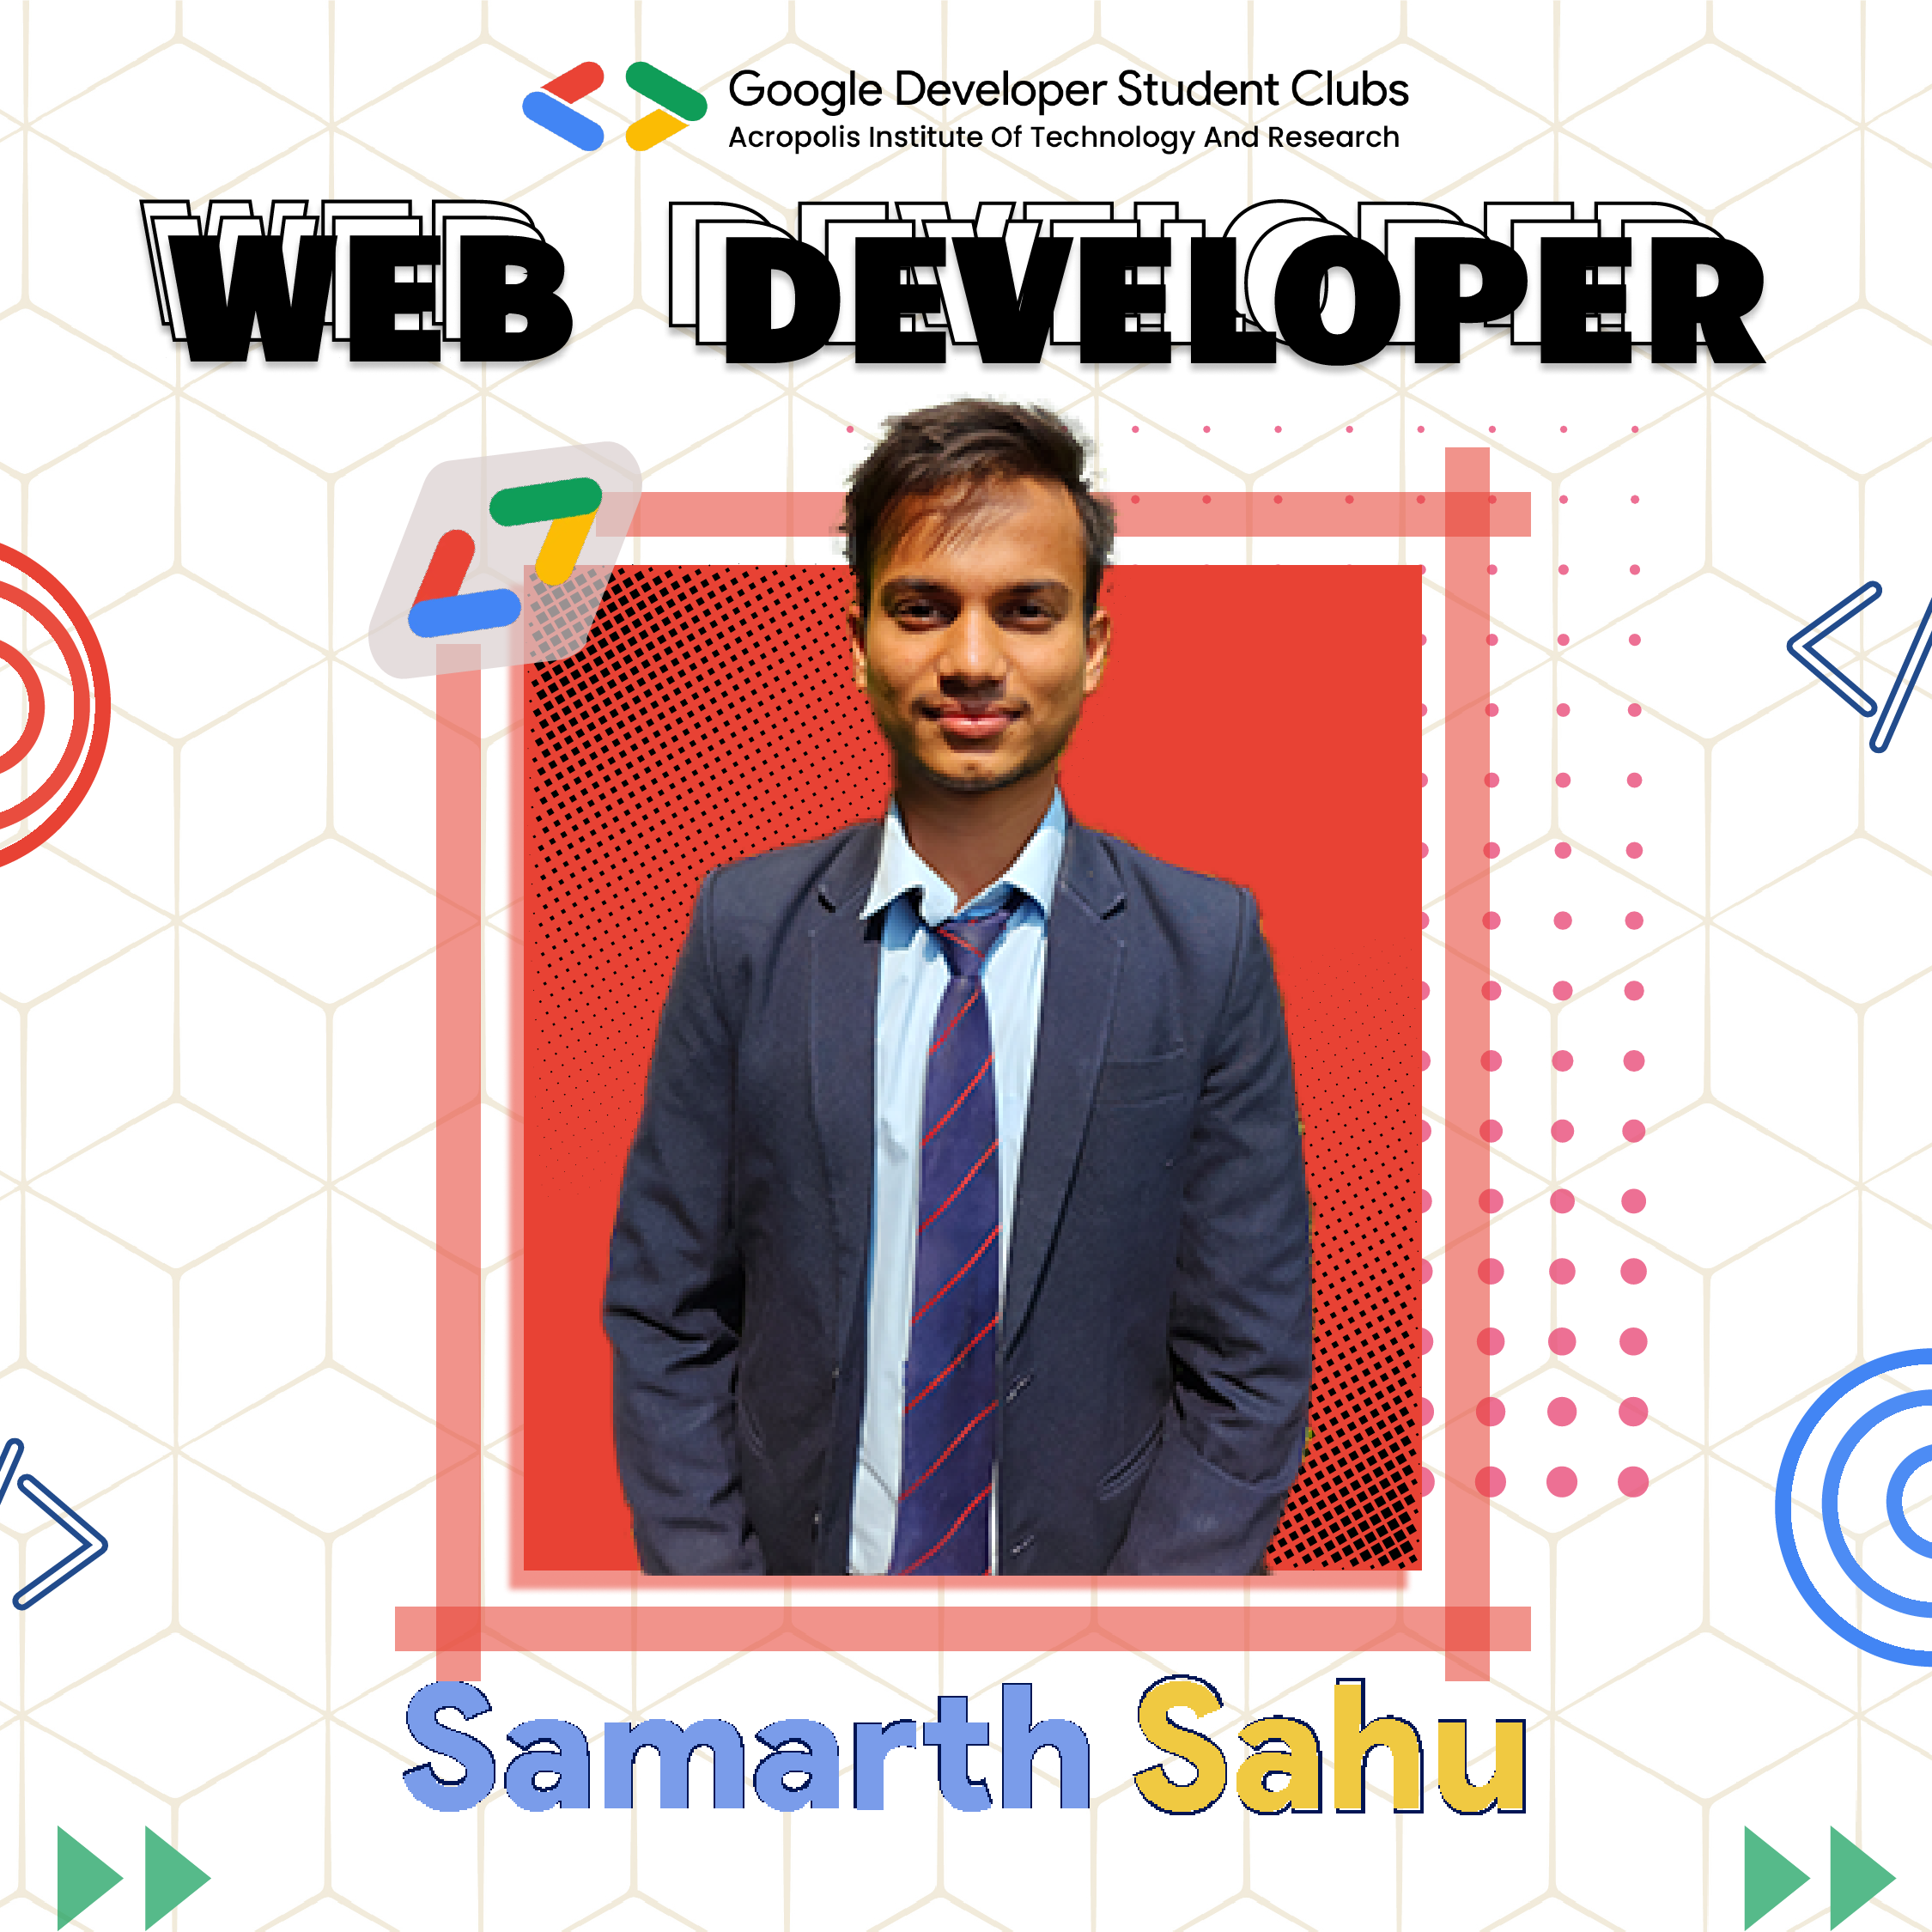 Google Developer Student Clubs
Acropolis Institute Of Technology And Research
WEB DEVELOPER
Samarth Sahu